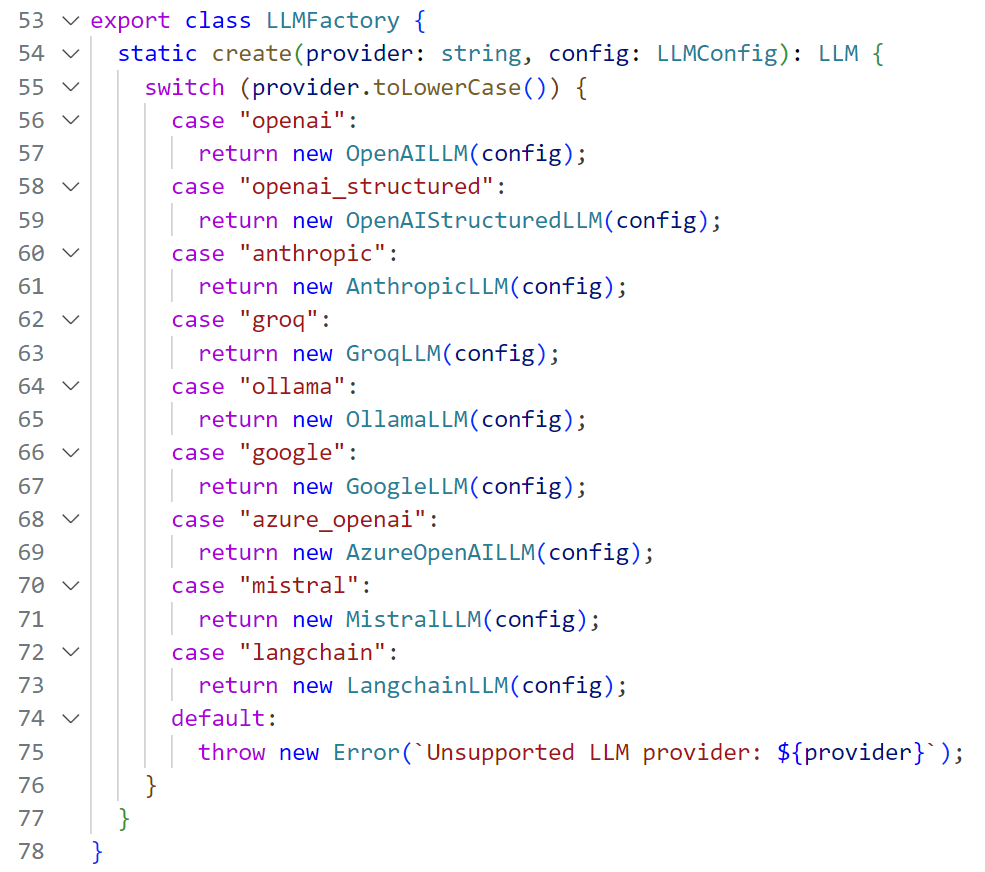 53 export class LLMFactory {
54 static create(provider: string, config: LLMConfig): LLM {
55 switch (provider.toLowerCase()) {
56 case "openai":
57 return new OpenAILLM(config);
58 case "openai_structured":
59 return new OpenAIStructuredLLM(config);
60 case "anthropic":
61 return new AnthropicLLM(config);
62 case "groq":
63 return new GroqLLM(config);
64 case "ollama":
65 return new OllamaLLM(config);
66 case "google":
67 return new GoogleLLM(config);
68 case "azure_openai":
69 return new AzureOpenAILLM(config);
70 case "mistral":
71 return new MistralLLM(config);
72 case "langchain":
73 return new LangchainLLM(config);
74 default:
75 throw new Error(`Unsupported LLM provider: ${provider}`);
76 }
77 }
78 }